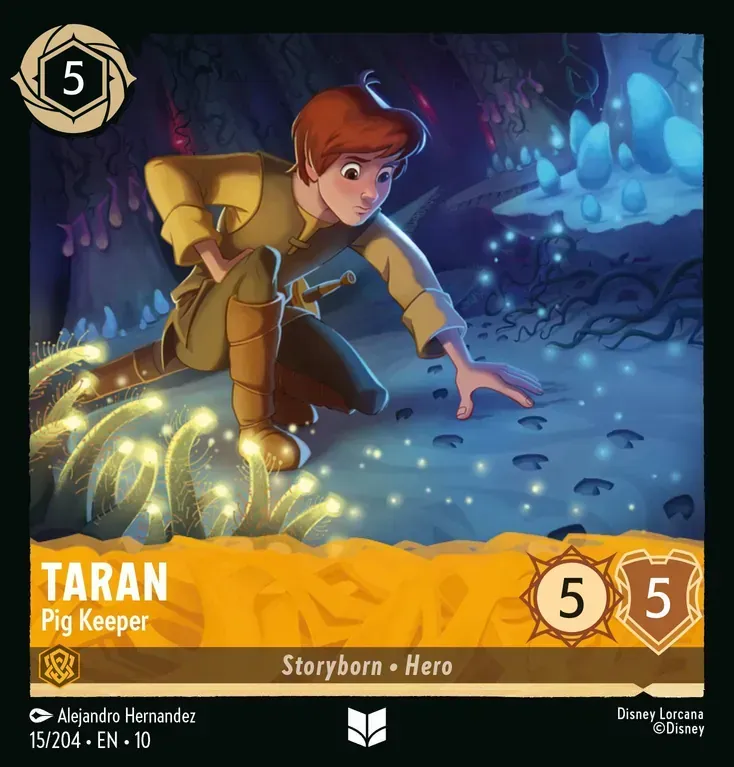 5
TARAN
Pig Keeper
5 5
Storyborn • Hero
Alejandro Hernandez
15/204 • EN • 10
Disney Lorcana
©Disney